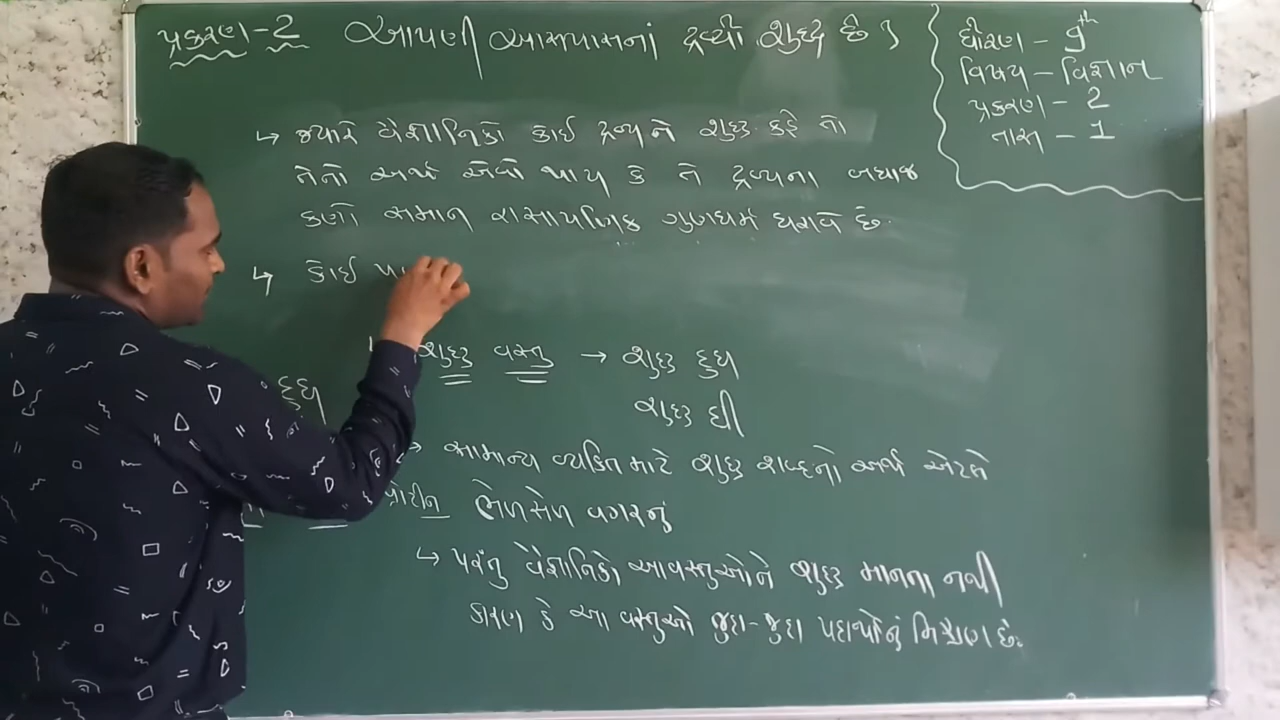 પ્રકરણ-2 આપણી આસપાસનાં દ્રવ્યો શુદ્ધ છે ?
ધોરણ - 9th
વિષય - વિજ્ઞાન
પ્રકરણ - 2
તાસ - 1
↳ જ્યારે વૈજ્ઞાનિકો કોઈ દ્રવ્યને શુદ્ધ કહે તો
તેનો અર્થ એવો થાય કે તે દ્રવ્યના બધાજ
કણો સમાન રાસાયણિક ગુણધર્મ ધરાવે છે.
↳ કોઈ
શુદ્ધ વસ્તુ → શુદ્ધ દુધ
શુદ્ધ ઘી
દુધ
સામાન્ય વ્યક્તિ માટે શુદ્ધ શબ્દનો અર્થ એટલે
પ્રોટીન ભેળસેળ વગરનું
↳ પરંતુ વૈજ્ઞાનિકો આવસ્તુઓને શુદ્ધ માનતા નથી
કારણ કે આ વસ્તુઓ જુદા-જુદા પદાર્થોનું મિશ્રણ છે.